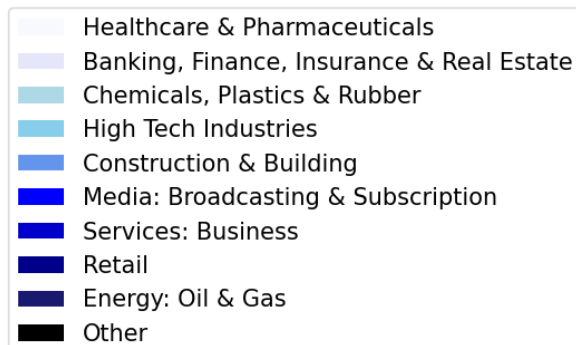 Healthcare & Pharmaceuticals
Banking, Finance, Insurance & Real Estate
Chemicals, Plastics & Rubber
High Tech Industries
Construction & Building
Media: Broadcasting & Subscription
Services: Business
Retail
Energy: Oil & Gas
Other